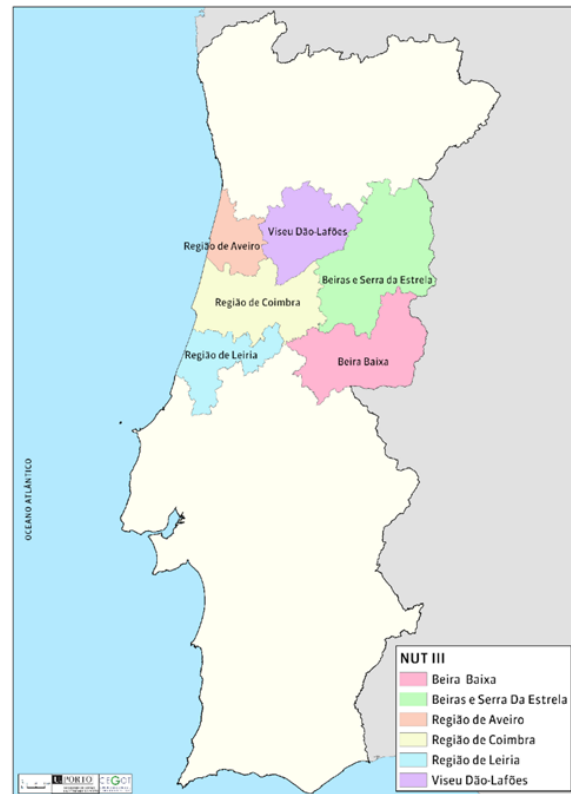 Região de Aveiro
Viseu Dão-Lafões
Beiras e Serra da Estrela
Região de Coimbra
Região de Leiria
Beira Baixa
OCEANO ATLÂNTICO
NUT III
Beira Baixa
Beiras e Serra Da Estrela
Região de Aveiro
Região de Coimbra
Região de Leiria
Viseu Dão-Lafões
U.PORTO
CEGOT